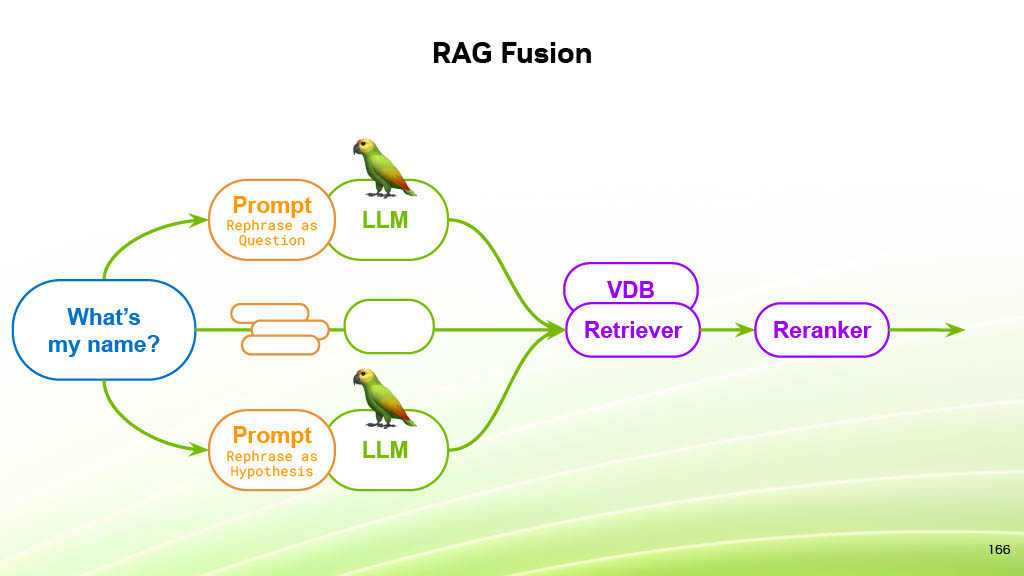 RAG Fusion
Prompt
Rephrase as
Question
LLM
What's
my name?
VDB
Retriever
Reranker
Prompt
Rephrase as
Hypothesis
LLM
166